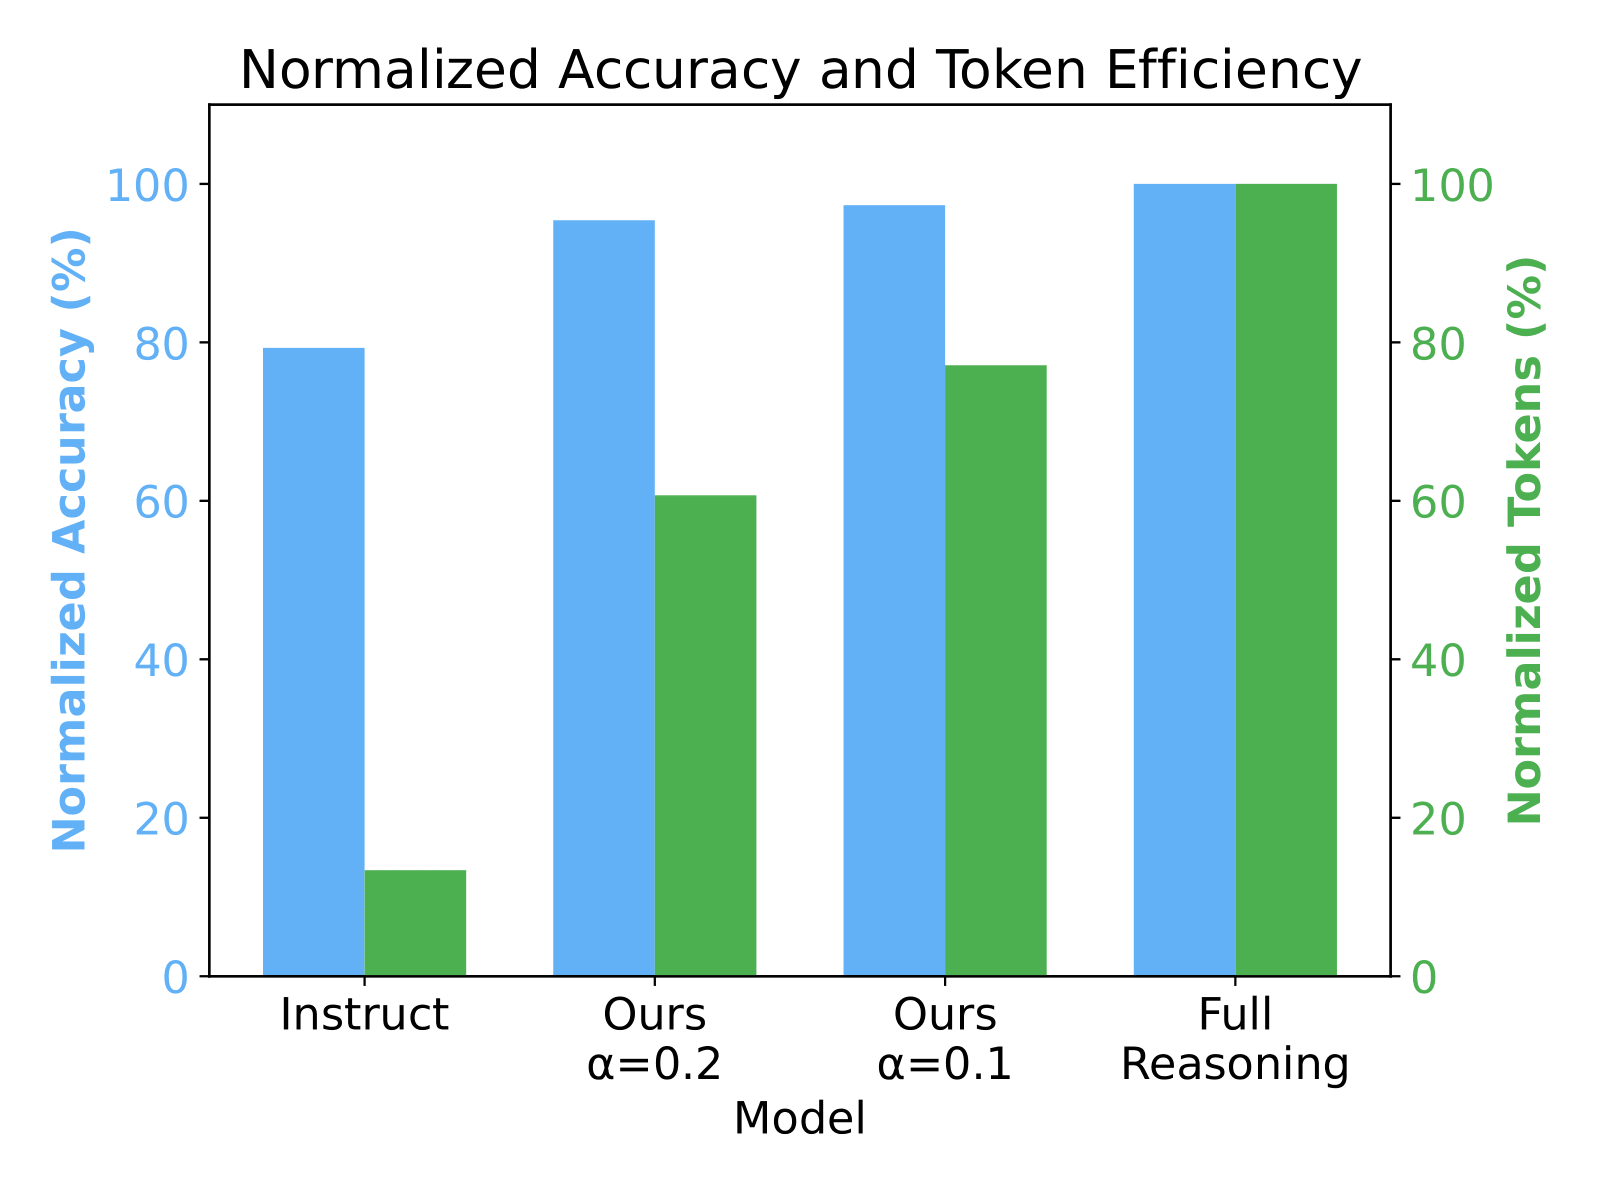 Normalized Accuracy and Token Efficiency
Normalized Accuracy (%)
100
80
60
40
20
0
100
80
60
40
20
0
Normalized Tokens (%)
Instruct
Ours
α=0.2
Ours
α=0.1
Full
Reasoning
Model